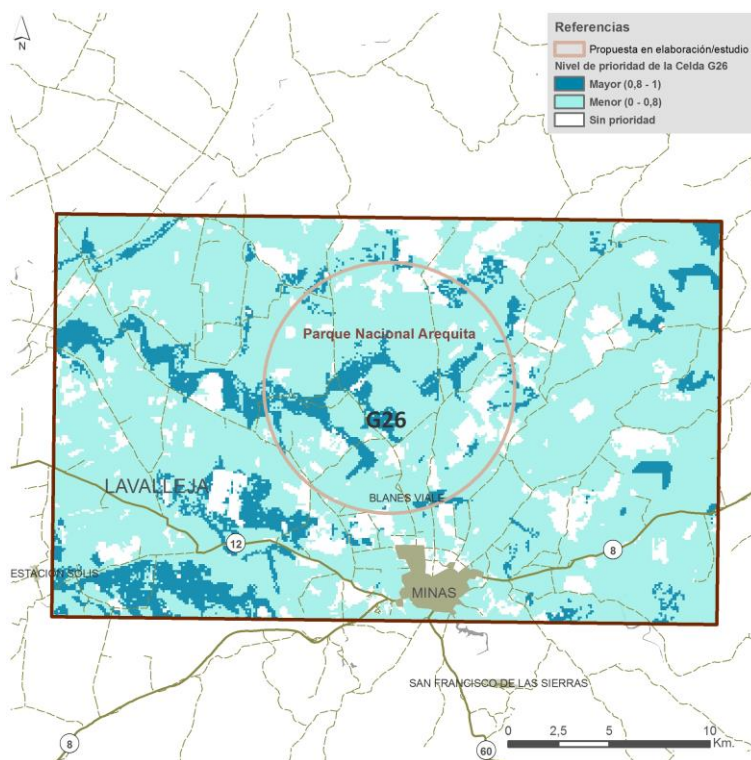 N
Referencias
Propuesta en elaboración/estudio
Nivel de prioridad de la Celda G26
Mayor (0,8 - 1)
Menor (0 - 0,8)
Sin prioridad
Parque Nacional Arequita
G26
LAVALLEJA
BLANES VIALE
12
8
ESTACION SOLIS
MINAS
SAN FRANCISCO DE LAS SIERRAS
0 2,5 5 10
Km.
8
60